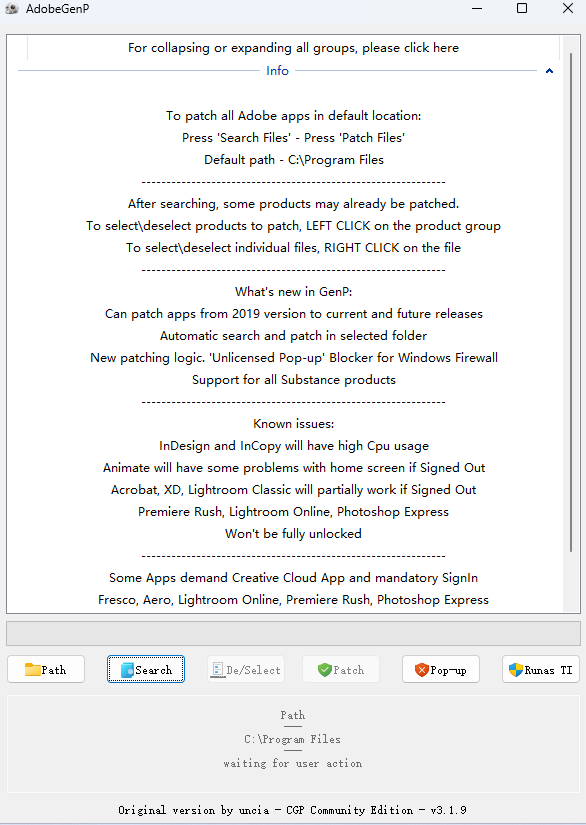 AdobeGenP
For collapsing or expanding all groups, please click here
Info
To patch all Adobe apps in default location:
Press 'Search Files' - Press 'Patch Files'
Default path - C:\Program Files
-------------------------------------------------------------
After searching, some products may already be patched.
To select\deselect products to patch, LEFT CLICK on the product group
To select\deselect individual files, RIGHT CLICK on the file
-------------------------------------------------------------
What's new in GenP:
Can patch apps from 2019 version to current and future releases
Automatic search and patch in selected folder
New patching logic. 'Unlicensed Pop-up' Blocker for Windows Firewall
Support for all Substance products
-------------------------------------------------------------
Known issues:
InDesign and InCopy will have high Cpu usage
Animate will have some problems with home screen if Signed Out
Acrobat, XD, Lightroom Classic will partially work if Signed Out
Premiere Rush, Lightroom Online, Photoshop Express
Won't be fully unlocked
-------------------------------------------------------------
Some Apps demand Creative Cloud App and mandatory SignIn
Fresco, Aero, Lightroom Online, Premiere Rush, Photoshop Express
Path Search De/Select Patch Pop-up Runas TI
Path
——
C:\Program Files
——
waiting for user action
Original version by uncia - CGP Community Edition - v3.1.9